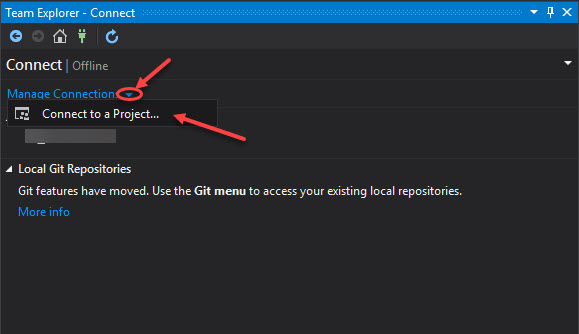 Team Explorer - Connect
Connect | Offline
Manage Connections
Connect to a Project...
Local Git Repositories
Git features have moved. Use the Git menu to access your existing local repositories.
More info